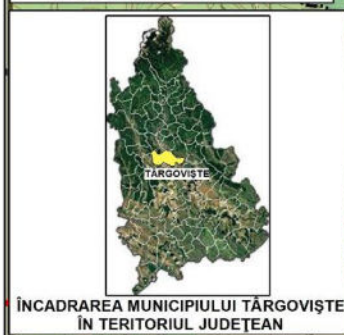 TÂRGOVIŞTE
ÎNCADRAREA MUNICIPIULUI TÂRGOVIŞTE
ÎN TERITORIUL JUDEŢEAN